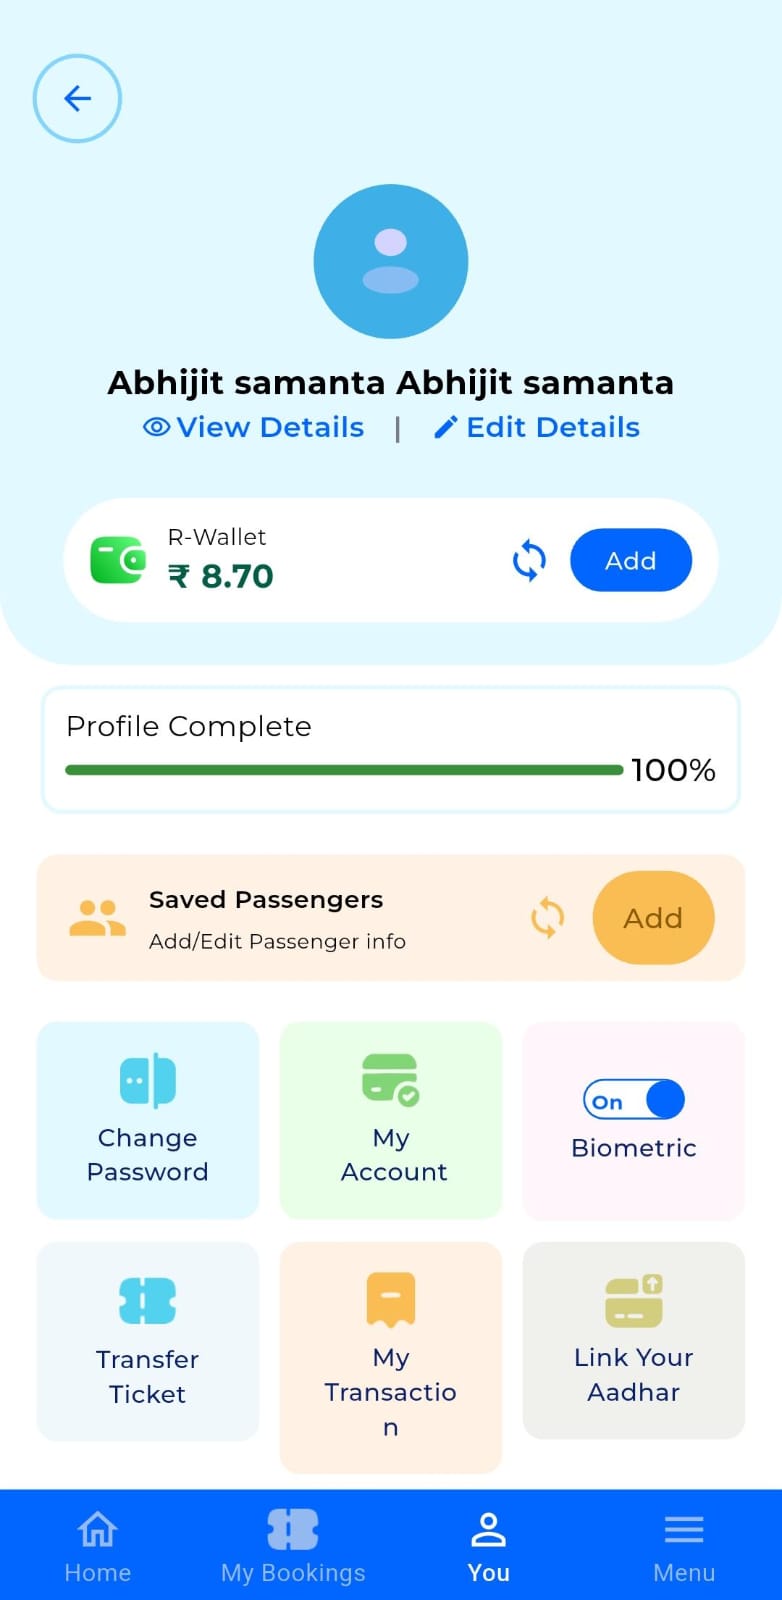 Abhijit samanta Abhijit samanta
View Details | Edit Details
R-Wallet
₹ 8.70
Add
Profile Complete
100%
Saved Passengers
Add/Edit Passenger info
Add
Change
Password
My
Account
On
Biometric
Transfer
Ticket
My
Transactio
n
Link Your
Aadhar
Home
My Bookings
You
Menu